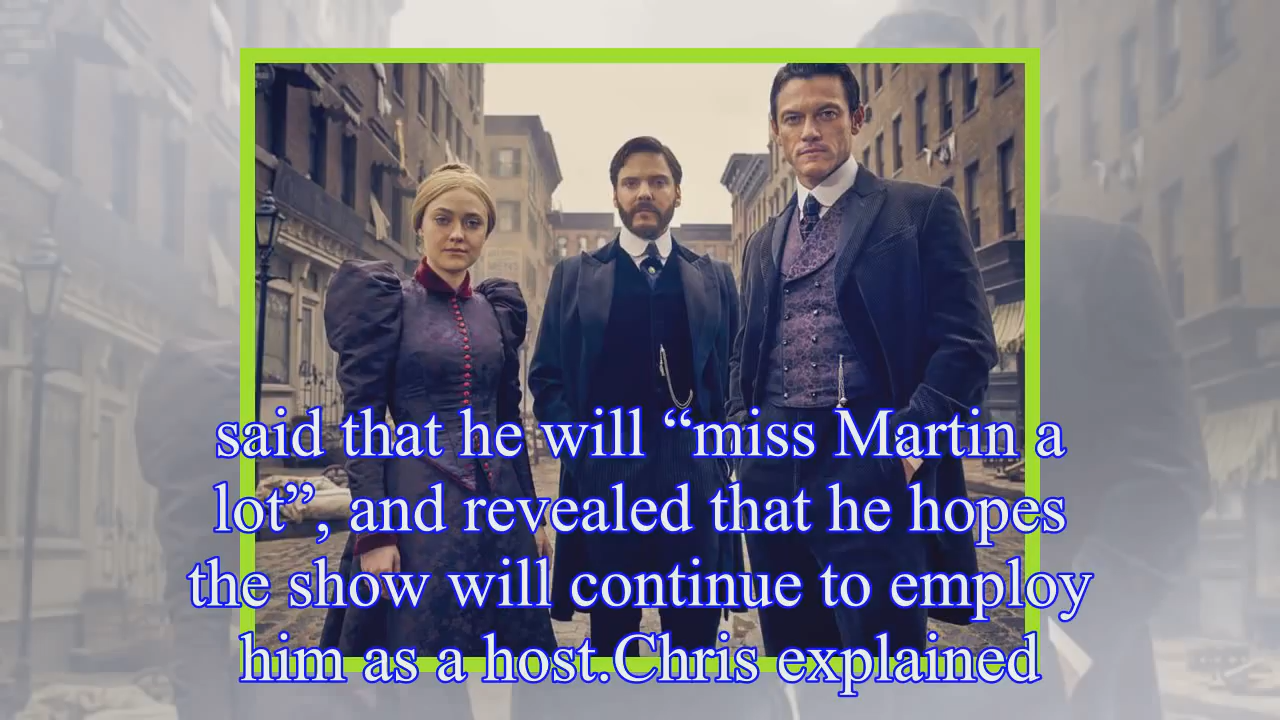 said that he will “miss Martin a
lot”, and revealed that he hopes
the show will continue to employ
him as a host.Chris explained